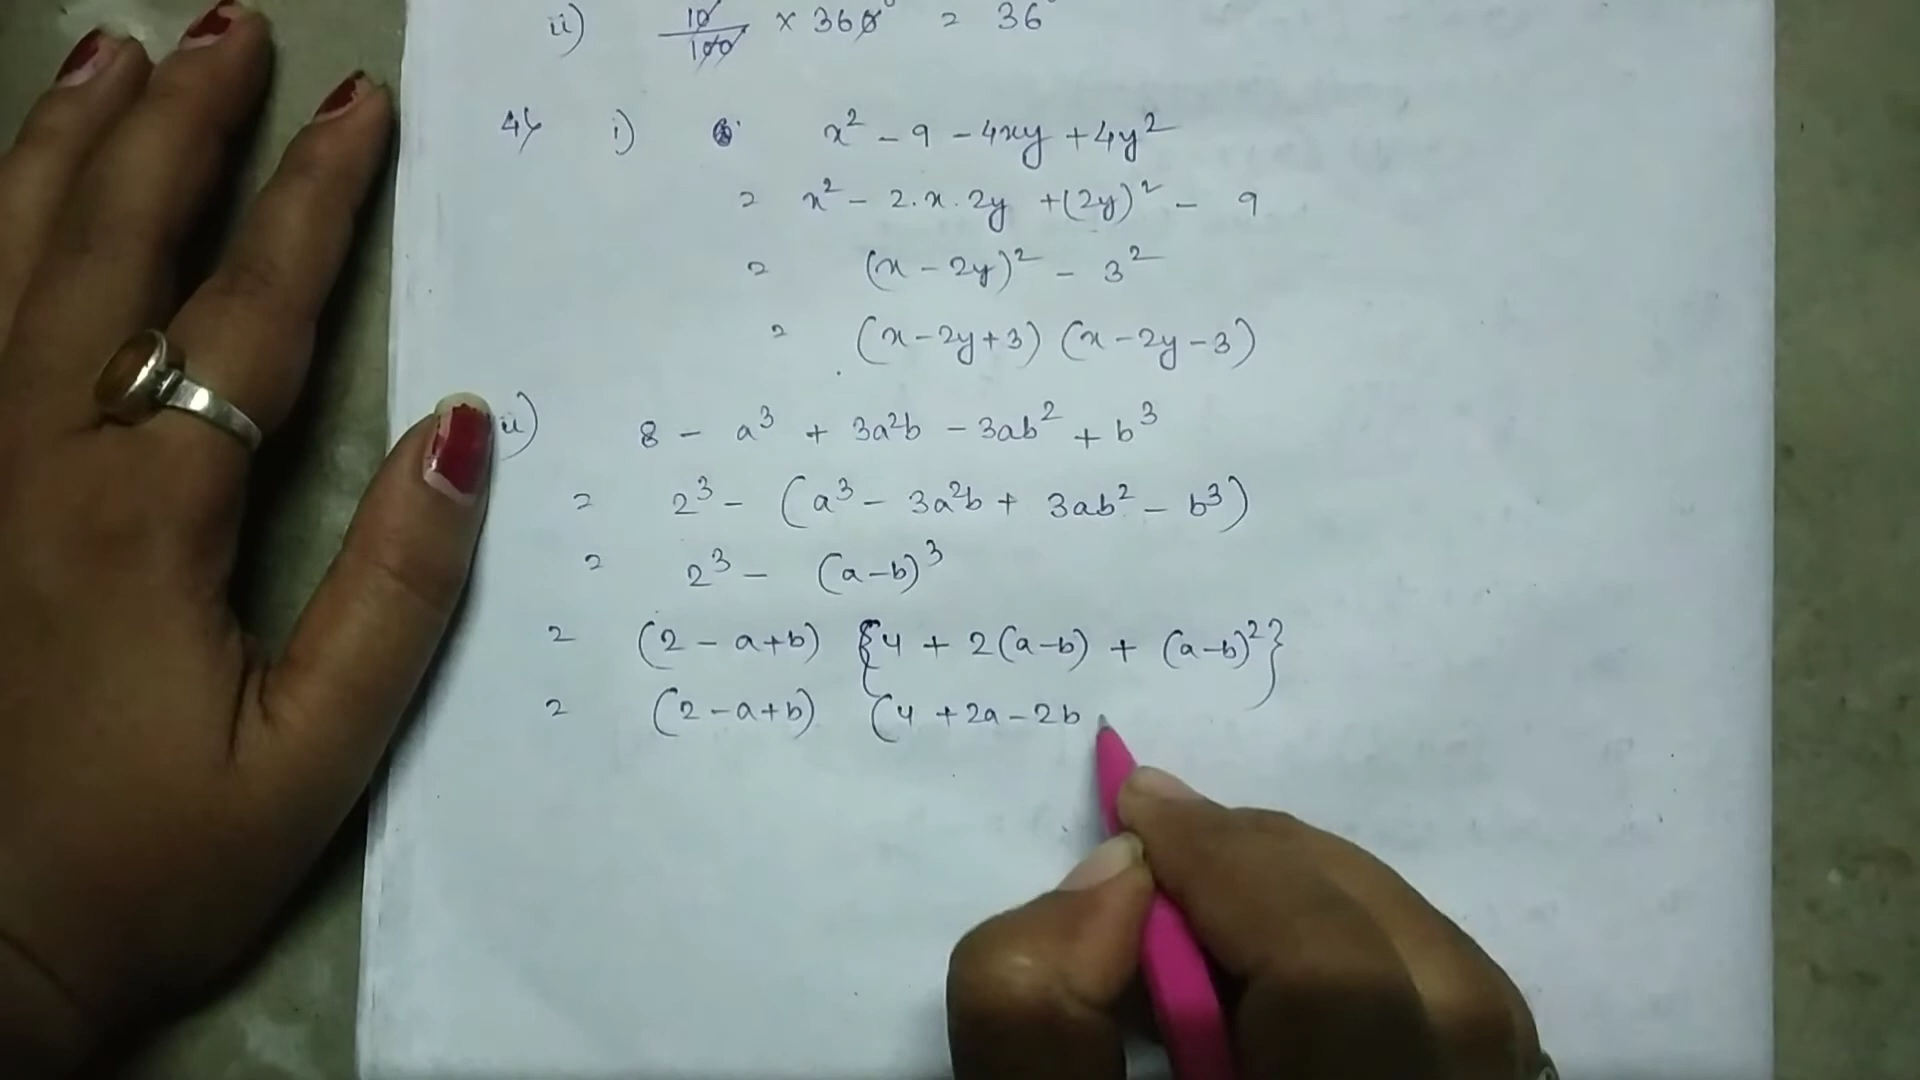 ii) 10/100 × 360° = 36°
4) i) x² - 9 - 4xy + 4y²
= x² - 2.x.2y + (2y)² - 9
= (x - 2y)² - 3²
= (x - 2y + 3) (x - 2y - 3)
ii) 8 - a³ + 3a²b - 3ab² + b³
= 2³ - (a³ - 3a²b + 3ab² - b³)
= 2³ - (a-b)³
= (2 - a+b) {4 + 2(a-b) + (a-b)²}
= (2 - a+b) (4 + 2a - 2b